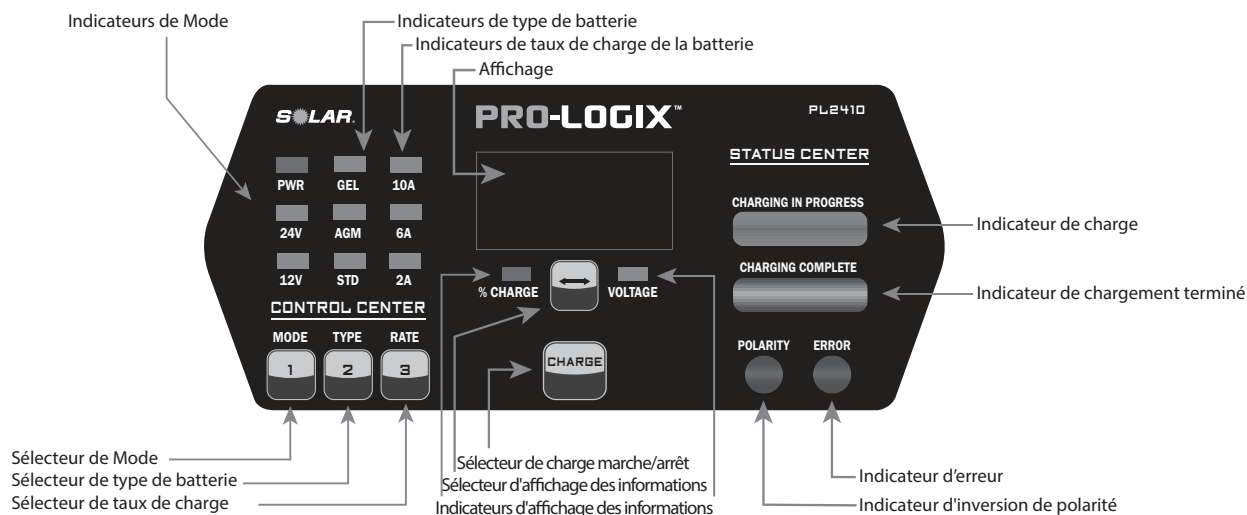 Indicateurs de Mode
Indicateurs de type de batterie
Indicateurs de taux de charge de la batterie
Affichage
SOLAR.
PRO-LOGIX™
PL2410
STATUS CENTER
PWR GEL 10A
24V AGM 6A
12V STD 2A
CONTROL CENTER
MODE TYPE RATE
1 2 3
% CHARGE VOLTAGE
CHARGE
CHARGING IN PROGRESS
CHARGING COMPLETE
POLARITY ERROR
Indicateur de charge
Indicateur de chargement terminé
Sélecteur de Mode
Sélecteur de type de batterie
Sélecteur de taux de charge
Sélecteur de charge marche/arrêt
Sélecteur d'affichage des informations
Indicateurs d'affichage des informations
Indicateur d’erreur
Indicateur d'inversion de polarité